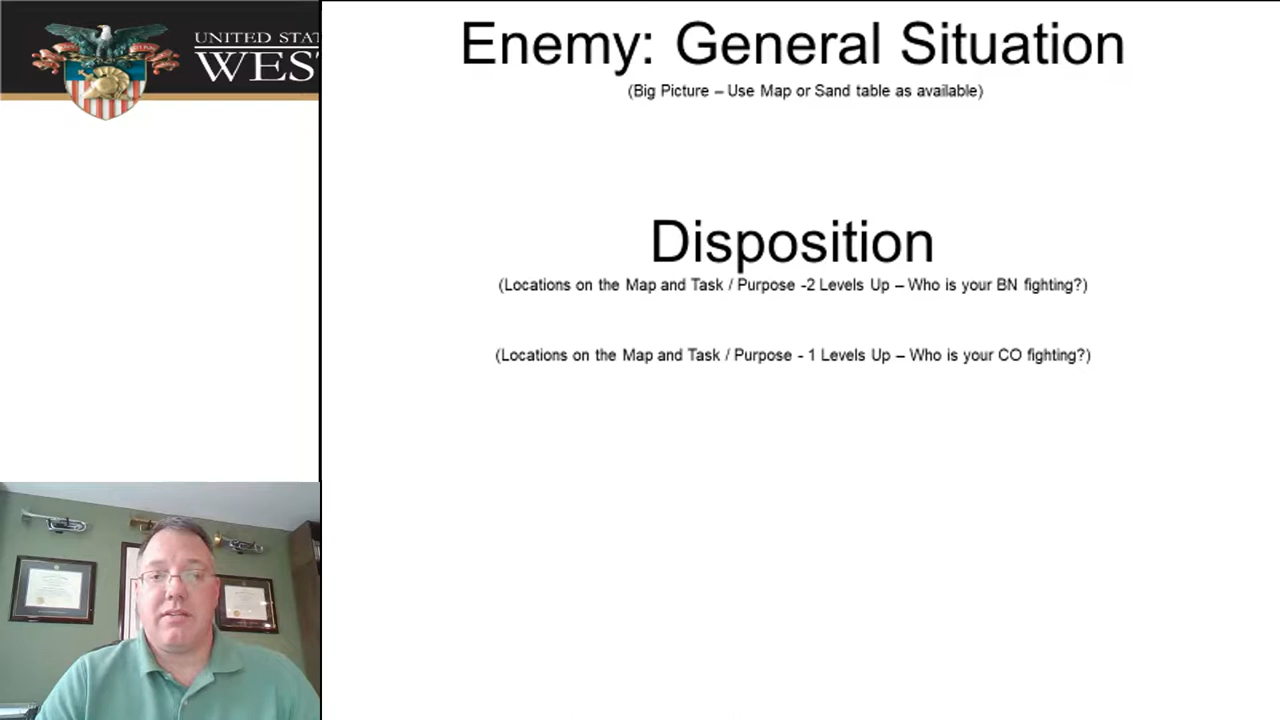 UNITED STAT
WEST
Enemy: General Situation
(Big Picture – Use Map or Sand table as available)
Disposition
(Locations on the Map and Task / Purpose -2 Levels Up – Who is your BN fighting?)
(Locations on the Map and Task / Purpose - 1 Levels Up – Who is your CO fighting?)